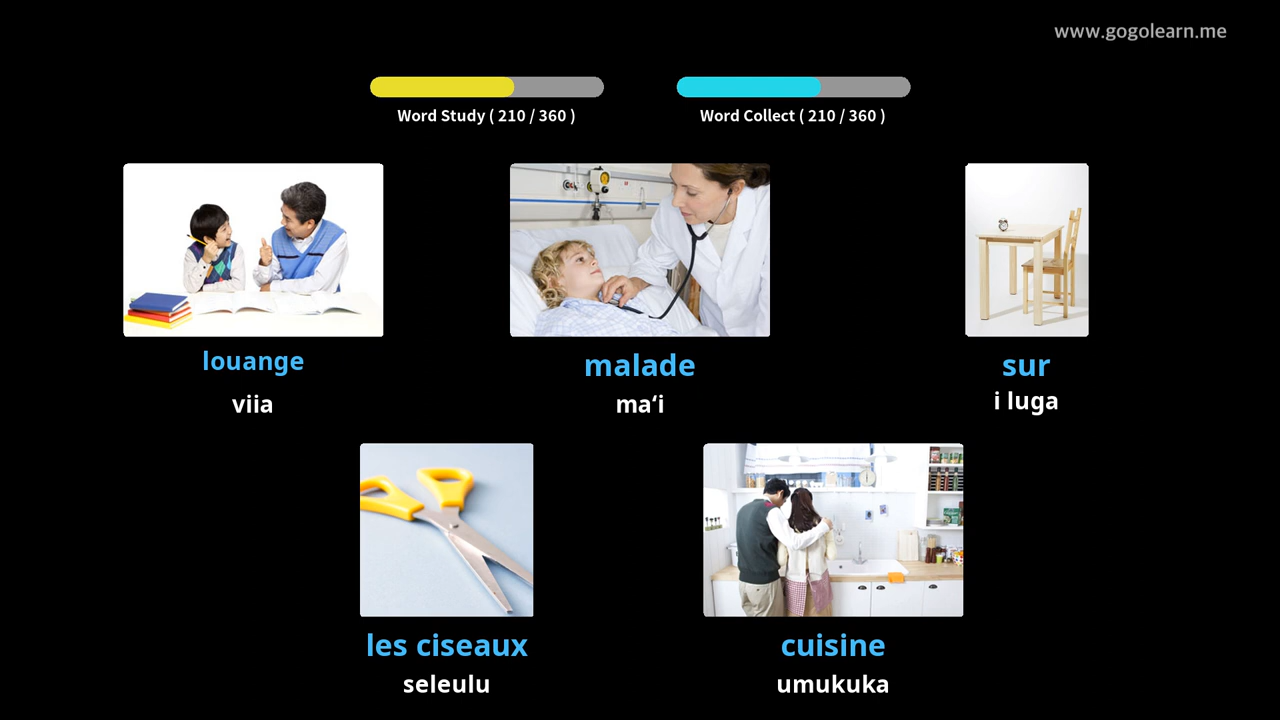 www.gogolearn.me
Word Study ( 210 / 360 )
Word Collect ( 210 / 360 )
louange
viia
malade
maʻi
sur
i luga
les ciseaux
seleulu
cuisine
umukuka